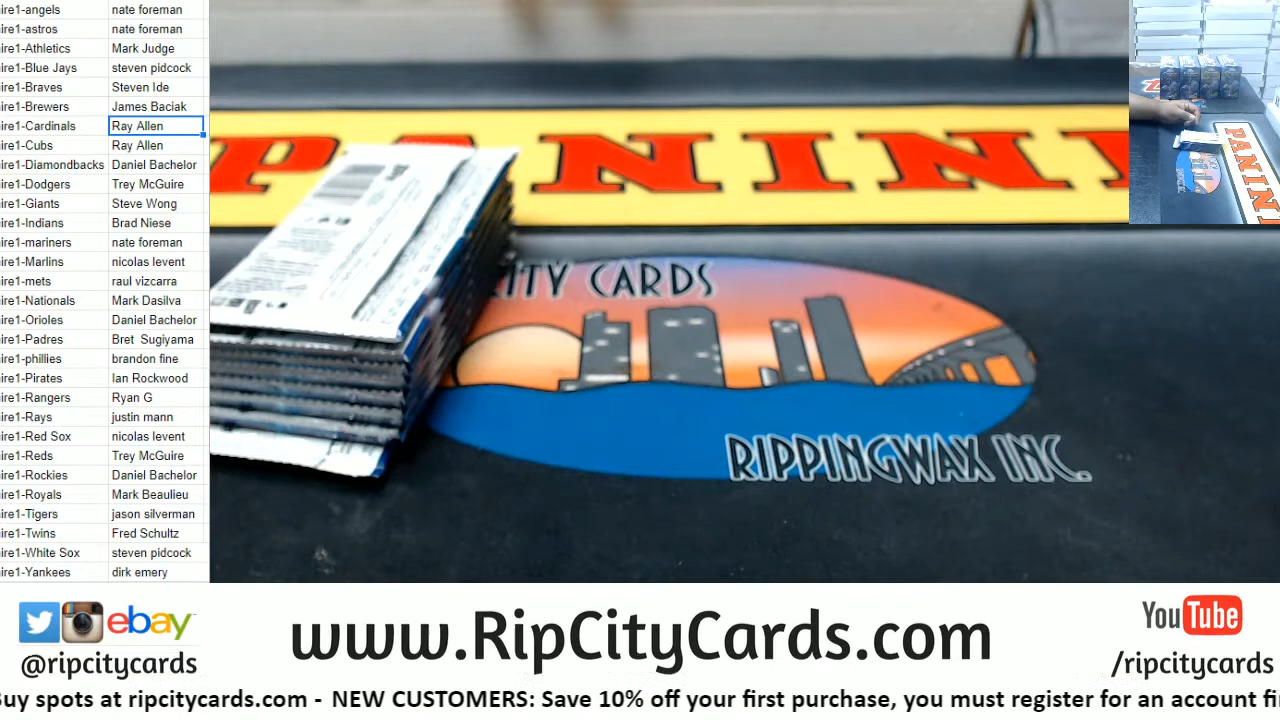 ire1-angels nate foreman
ire1-astros nate foreman
ire1-Athletics Mark Judge
ire1-Blue Jays steven pidcock
ire1-Braves Steven Ide
ire1-Brewers James Baciak
ire1-Cardinals Ray Allen
ire1-Cubs Ray Allen
ire1-Diamondbacks Daniel Bachelor
ire1-Dodgers Trey McGuire
ire1-Giants Steve Wong
ire1-Indians Brad Niese
ire1-mariners nate foreman
ire1-Marlins nicolas levent
ire1-mets raul vizcarra
ire1-Nationals Mark Dasilva
ire1-Orioles Daniel Bachelor
ire1-Padres Bret Sugiyama
ire1-phillies brandon fine
ire1-Pirates Ian Rockwood
ire1-Rangers Ryan G
ire1-Rays justin mann
ire1-Red Sox nicolas levent
ire1-Reds Trey McGuire
ire1-Rockies Daniel Bachelor
ire1-Royals Mark Beaulieu
ire1-Tigers jason silverman
ire1-Twins Fred Schultz
ire1-White Sox steven pidcock
ire1-Yankees dirk emery
PANINI
CITY CARDS
RIPPINGWAX INC.
PANINI
ebay
@ripcitycards
www.RipCityCards.com
YouTube
/ripcitycards
Buy spots at ripcitycards.com - NEW CUSTOMERS: Save 10% off your first purchase, you must register for an account fi